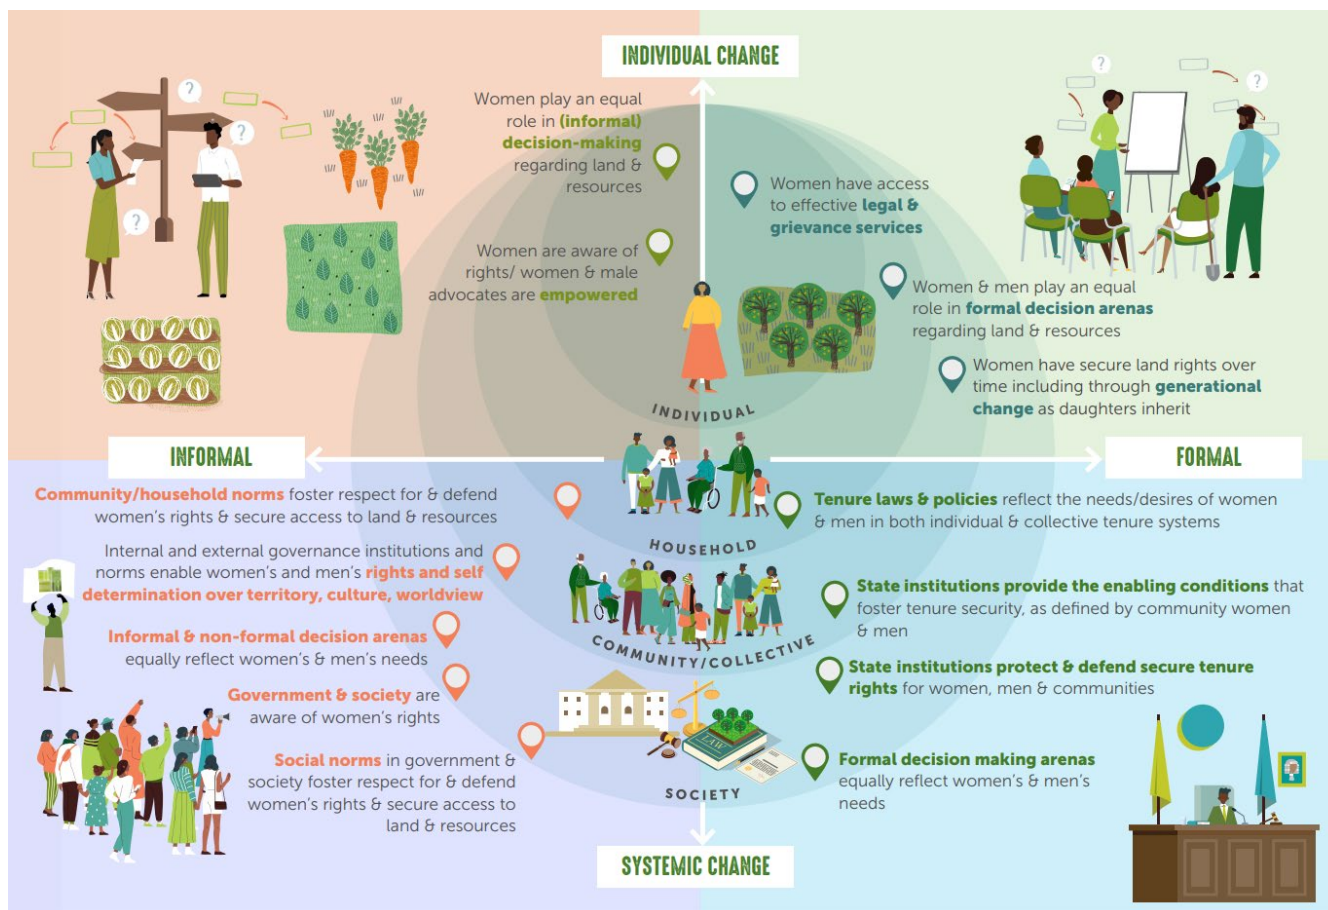 INDIVIDUAL CHANGE
Women play an equal
role in (informal)
decision-making
regarding land &
resources
Women are aware of
rights/ women & male
advocates are empowered
?
?
?
?
?
Women have access
to effective legal &
grievance services
Women & men play an equal
role in formal decision arenas
regarding land & resources
Women have secure land rights over
time including through generational
change as daughters inherit
INDIVIDUAL
INFORMAL
FORMAL
Community/household norms foster respect for & defend
women's rights & secure access to land & resources
Internal and external governance institutions and
norms enable women's and men's rights and self
determination over territory, culture, worldview
Informal & non-formal decision arenas
equally reflect women's & men's needs
Government & society are
aware of women's rights
Social norms in government &
society foster respect for & defend
women's rights & secure access to
land & resources
HOUSEHOLD
COMMUNITY/COLLECTIVE
LAW
SOCIETY
Tenure laws & policies reflect the needs/desires of women
& men in both individual & collective tenure systems
State institutions provide the enabling conditions that
foster tenure security, as defined by community women
& men
State institutions protect & defend secure tenure
rights for women, men & communities
Formal decision making arenas
equally reflect women's & men's
needs
SYSTEMIC CHANGE